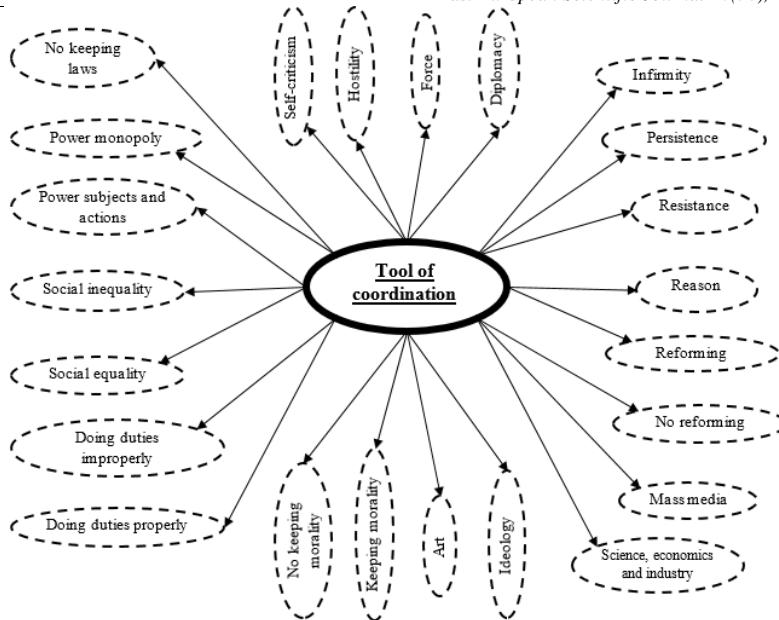 No keeping
laws
Power monopoly
Power subjects and
actions
Social inequality
Social equality
Doing duties
improperly
Doing duties properly
Self-criticism
Hostility
Force
Diplomacy
Infirmity
Persistence
Resistance
Reason
Reforming
No reforming
Mass media
Science, economics
and industry
Tool of
coordination
No keeping
morality
Keeping morality
Art
Ideology